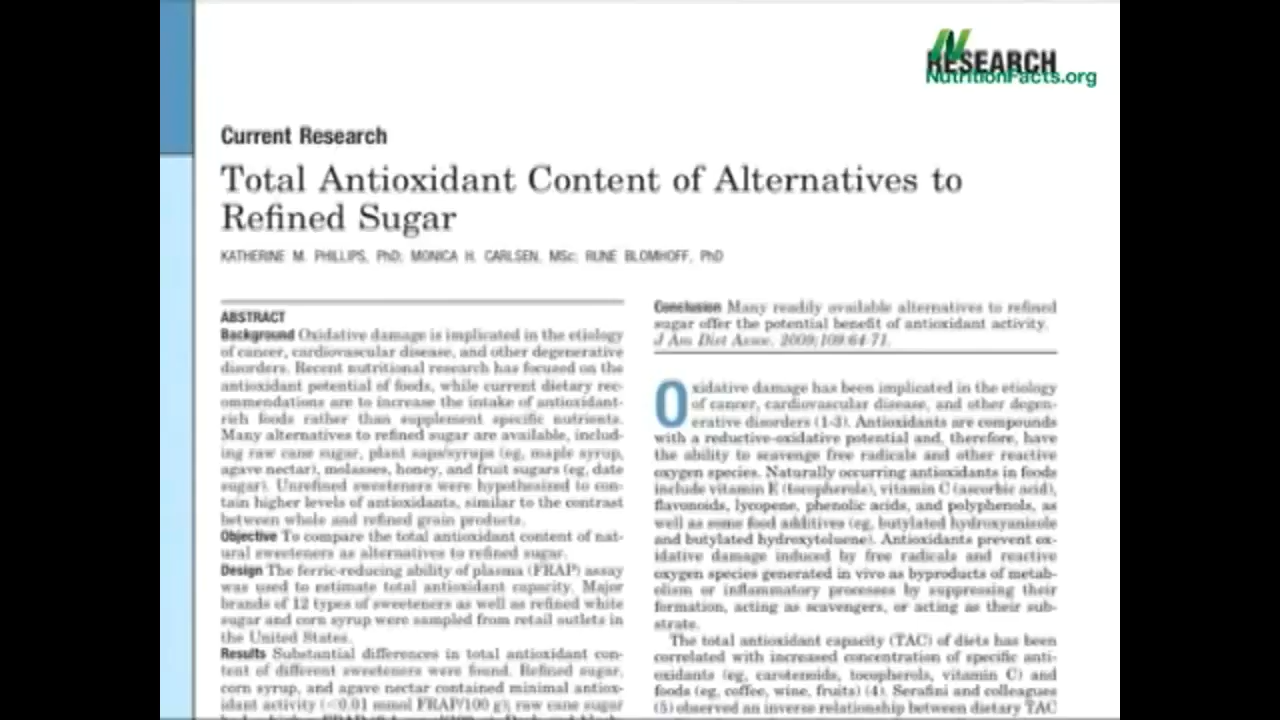 RESEARCH
NutritionFacts.org
Current Research
Total Antioxidant Content of Alternatives to
Refined Sugar
KATHERINE M. PHILLIPS, PhD; MONICA H. CARLSEN, MSc; RUNE BLOMHOFF, PhD
ABSTRACT
Background Oxidative damage is implicated in the etiology
of cancer, cardiovascular disease, and other degenerative
disorders. Recent nutritional research has focused on the
antioxidant potential of foods, while current dietary rec-
ommendations are to increase the intake of antioxidant-
rich foods rather than supplement specific nutrients.
Many alternatives to refined sugar are available, includ-
ing raw cane sugar, plant saps/syrups (eg, maple syrup,
agave nectar), molasses, honey, and fruit sugars (eg, date
sugar). Unrefined sweeteners were hypothesized to con-
tain higher levels of antioxidants, similar to the contrast
between whole and refined grain products.
Objective To compare the total antioxidant content of nat-
ural sweeteners as alternatives to refined sugar.
Design The ferric-reducing ability of plasma (FRAP) assay
was used to estimate total antioxidant capacity. Major
brands of 12 types of sweeteners as well as refined white
sugar and corn syrup were sampled from retail outlets in
the United States.
Results Substantial differences in total antioxidant con-
tent of different sweeteners were found. Refined sugar,
corn syrup, and agave nectar contained minimal antiox-
idant activity (<0.01 mmol FRAP/100 g); raw cane sugar
Conclusion Many readily available alternatives to refined
sugar offer the potential benefit of antioxidant activity.
J Am Diet Assoc. 2009;109:64-71.
Oxidative damage has been implicated in the etiology
of cancer, cardiovascular disease, and other degen-
erative disorders (1-3). Antioxidants are compounds
with a reductive-oxidative potential and, therefore, have
the ability to scavenge free radicals and other reactive
oxygen species. Naturally occurring antioxidants in foods
include vitamin E (tocopherols), vitamin C (ascorbic acid),
flavonoids, lycopene, phenolic acids, and polyphenols, as
well as some food additives (eg, butylated hydroxyanisole
and butylated hydroxytoluene). Antioxidants prevent ox-
idative damage induced by free radicals and reactive
oxygen species generated in vivo as byproducts of metab-
olism or inflammatory processes by suppressing their
formation, acting as scavengers, or acting as their sub-
strate.
The total antioxidant capacity (TAC) of diets has been
correlated with increased concentration of specific anti-
oxidants (eg, carotenoids, tocopherols, vitamin C) and
foods (eg, coffee, wine, fruits) (4). Serafini and colleagues
(5) observed an inverse relationship between dietary TAC